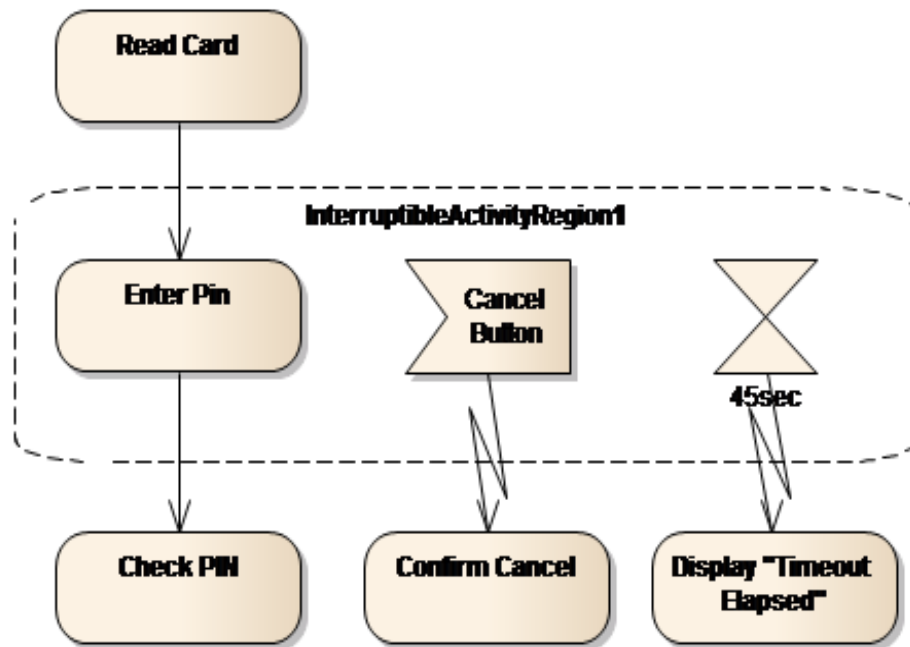 Read Card
InterruptibleActivityRegion1
Enter Pin
Cancel
Button
45sec
Check PIN
Confirm Cancel
Display "Timeout
Elapsed"